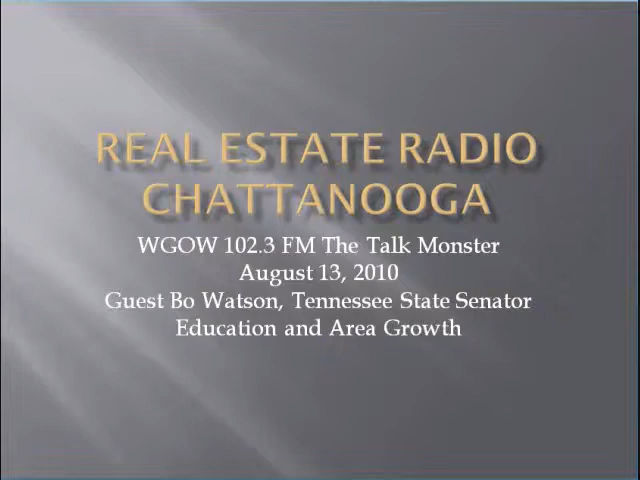 REAL ESTATE RADIO
CHATTANOOGA
WGOW 102.3 FM The Talk Monster
August 13, 2010
Guest Bo Watson, Tennessee State Senator
Education and Area Growth